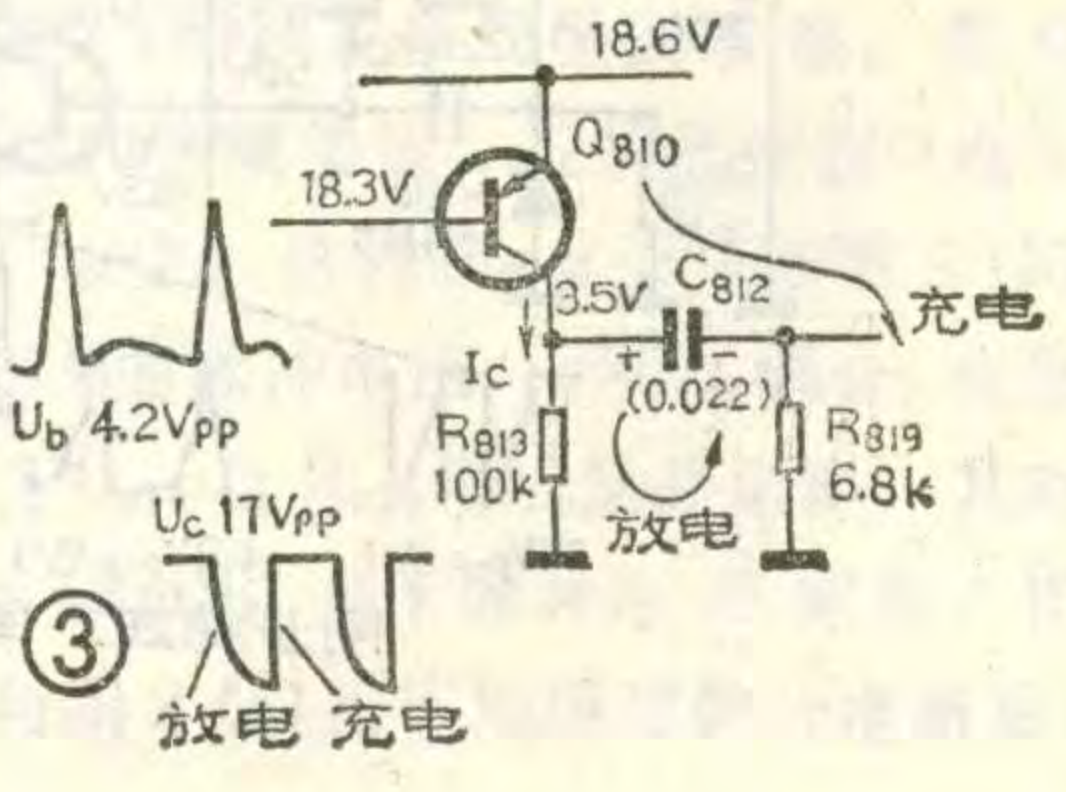 18.6V
Q810
18.3V
3.5V
C812
充电
+
−
Ic
(0.022)
Ub 4.2Vpp
R813
100k
R819
6.8k
Uc 17Vpp
放电
③
放电 充电